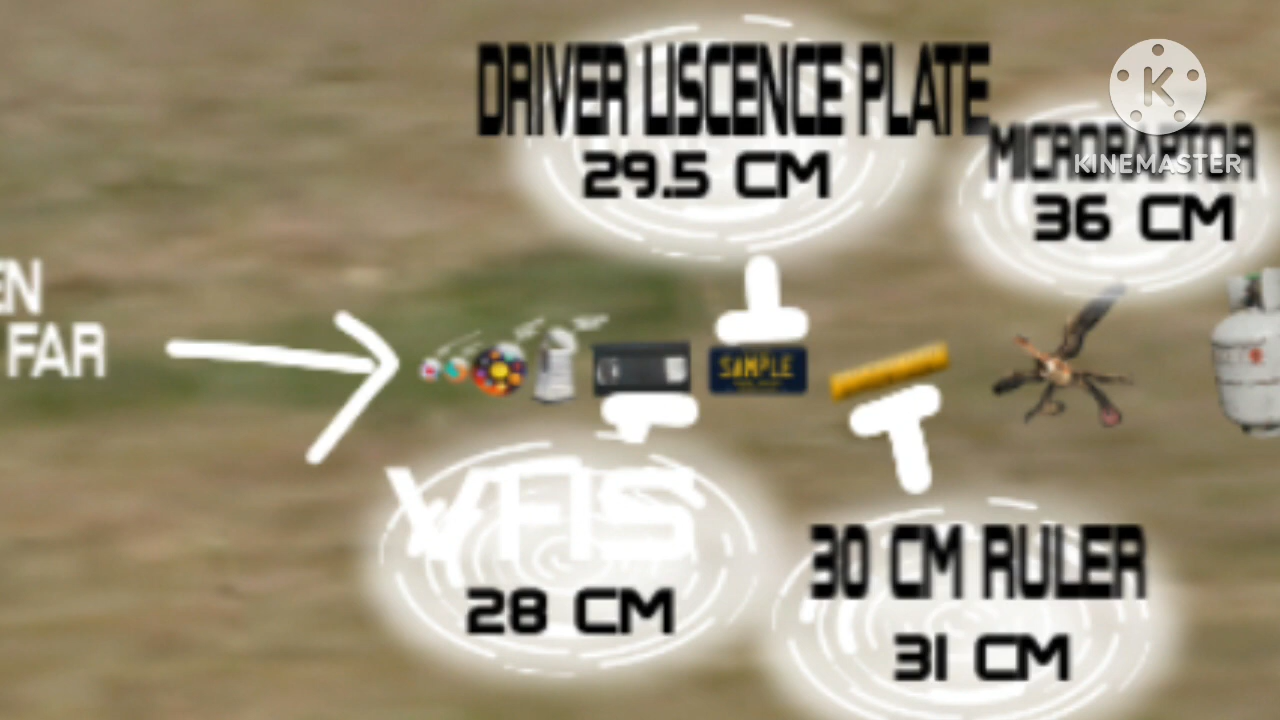 DRIVER LISCENCE PLATE
29.5 CM
MICRORAPTOR
36 CM
K
KINEMASTER
EN
FAR
SAMPLE
VHS
28 CM
30 CM RULER
31 CM